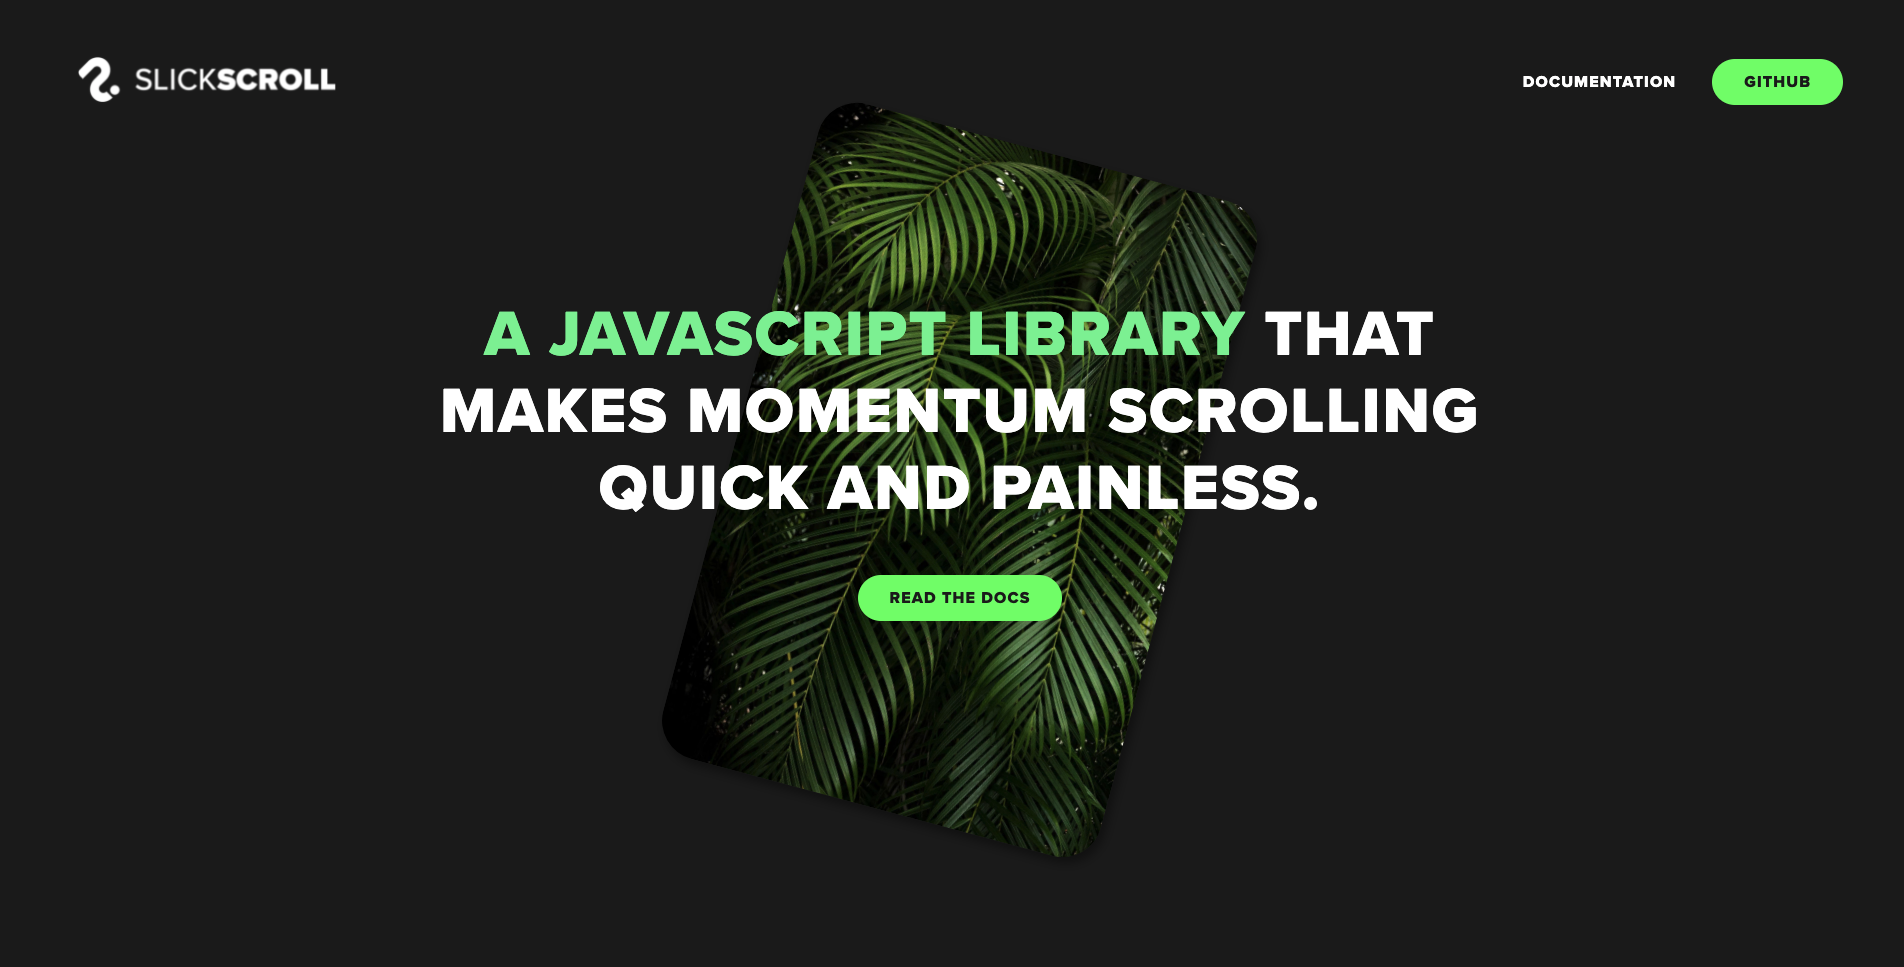 SLICKSCROLL
DOCUMENTATION
GITHUB
A JAVASCRIPT LIBRARY THAT
MAKES MOMENTUM SCROLLING
QUICK AND PAINLESS.
READ THE DOCS